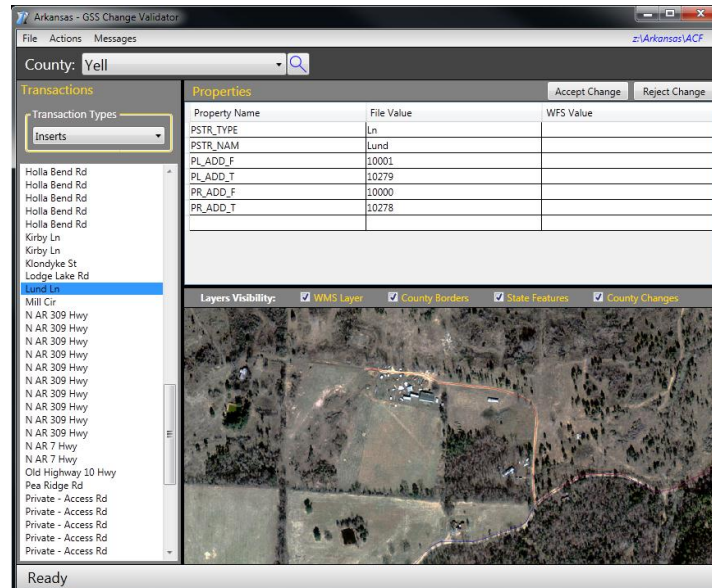 Arkansas - GSS Change Validator
File Actions Messages z:\Arkansas\ACF
County: Yell
Transactions
Transaction Types
Inserts
Holla Bend Rd
Holla Bend Rd
Holla Bend Rd
Holla Bend Rd
Holla Bend Rd
Kirby Ln
Kirby Ln
Klondyke St
Lodge Lake Rd
Lund Ln
Mill Cir
N AR 309 Hwy
N AR 309 Hwy
N AR 309 Hwy
N AR 309 Hwy
N AR 309 Hwy
N AR 309 Hwy
N AR 309 Hwy
N AR 309 Hwy
N AR 309 Hwy
N AR 309 Hwy
N AR 7 Hwy
N AR 7 Hwy
Old Highway 10 Hwy
Pea Ridge Rd
Private - Access Rd
Private - Access Rd
Private - Access Rd
Private - Access Rd
Private - Access Rd
Properties Accept Change Reject Change
Property Name File Value WFS Value
PSTR_TYPE Ln
PSTR_NAM Lund
PL_ADD_F 10001
PL_ADD_T 10279
PR_ADD_F 10000
PR_ADD_T 10278
Layers Visibility: WMS Layer County Borders State Features County Changes
Ready